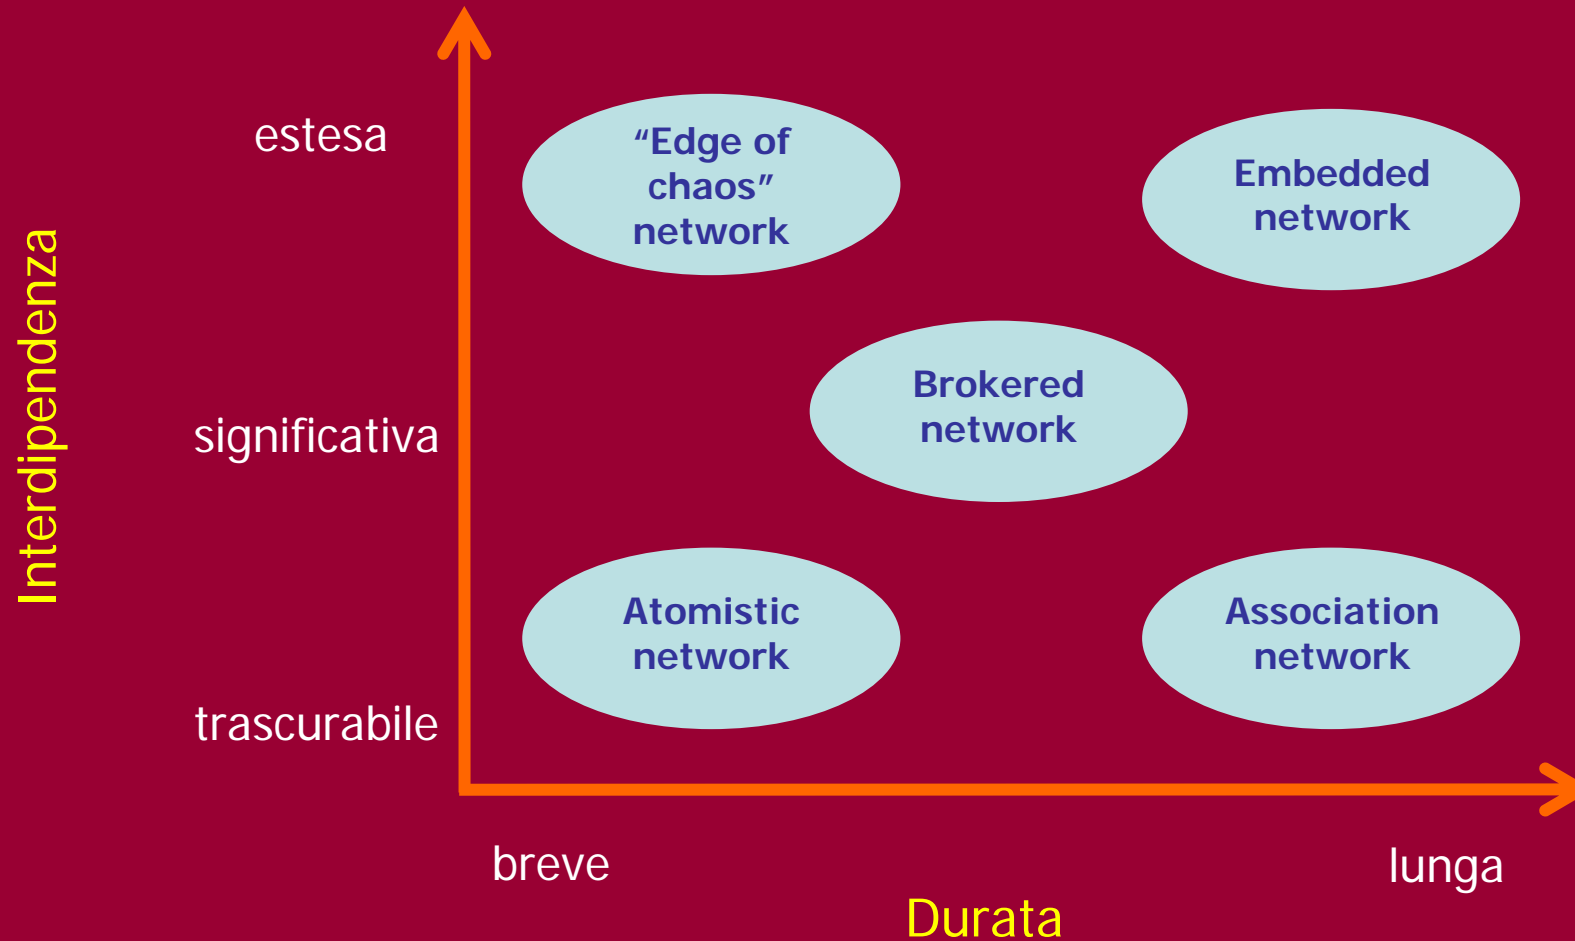 estesa
“Edge of
chaos”
network
Embedded
network
Interdipendenza
significativa
Brokered
network
Atomistic
network
Association
network
trascurabile
breve
lunga
Durata